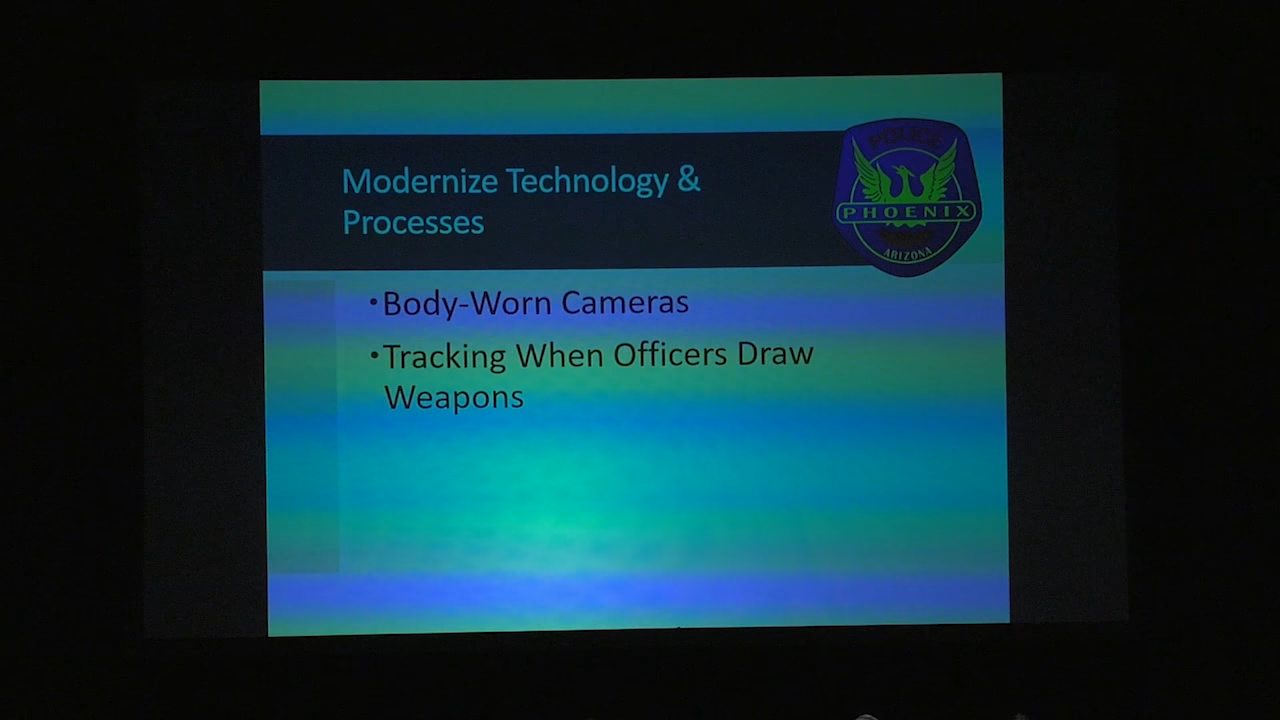 Modernize Technology &
Processes
POLICE
PHOENIX
ARIZONA
•Body-Worn Cameras
•Tracking When Officers Draw
Weapons